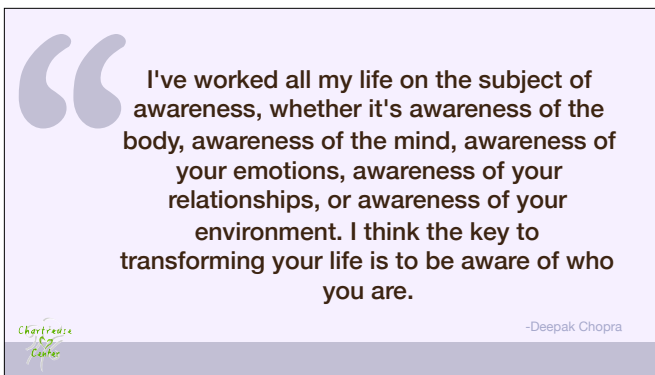 I've worked all my life on the subject of
awareness, whether it's awareness of the
body, awareness of the mind, awareness of
your emotions, awareness of your
relationships, or awareness of your
environment. I think the key to
transforming your life is to be aware of who
you are.
-Deepak Chopra
Chartreuse
Center